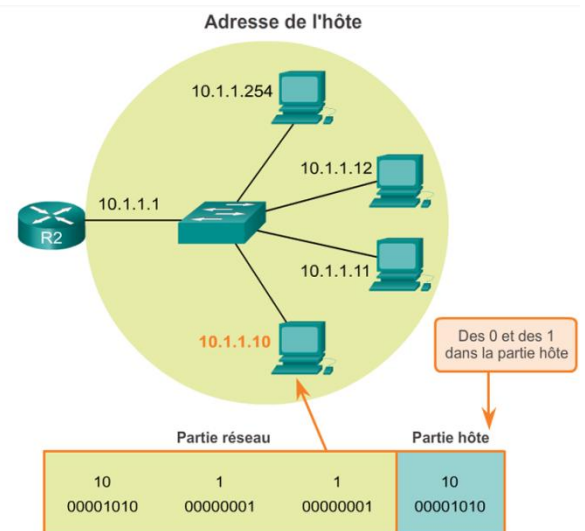 Adresse de l'hôte
10.1.1.254
10.1.1.12
10.1.1.1
R2
10.1.1.11
10.1.1.10
Des 0 et des 1
dans la partie hôte
Partie réseau Partie hôte
10 1 1 10
00001010 00000001 00000001 00001010